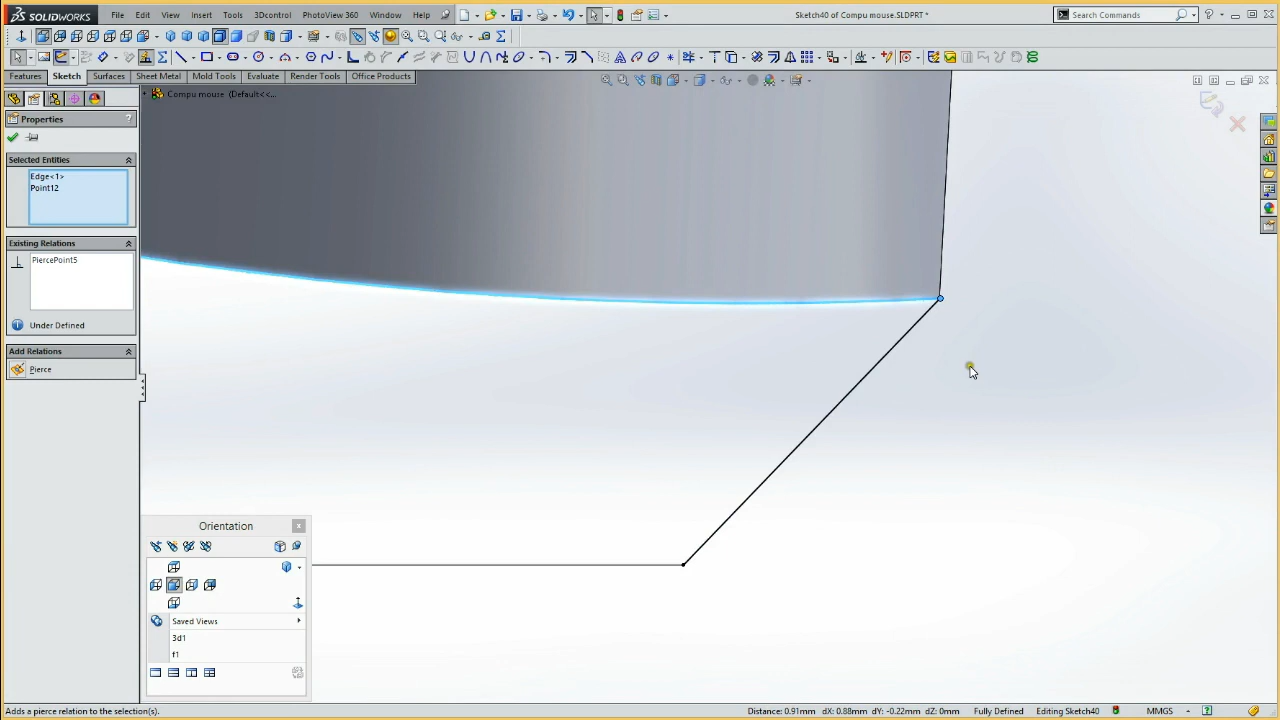 SOLIDWORKS
File Edit View Insert Tools 3Dcontrol PhotoView 360 Window Help
Sketch40 of Compu mouse.SLDPRT *
Search Commands
Features Sketch Surfaces Sheet Metal Mold Tools Evaluate Render Tools Office Products
Compu mouse (Default<<...
Properties
Selected Entities
Edge<1>
Point12
Existing Relations
PiercePoint5
Under Defined
Add Relations
Pierce
Orientation
Saved Views
3d1
f1
Adds a pierce relation to the selection(s).
Distance: 0.91mm dX: 0.88mm dY: -0.22mm dZ: 0mm Fully Defined Editing Sketch40 MMGS